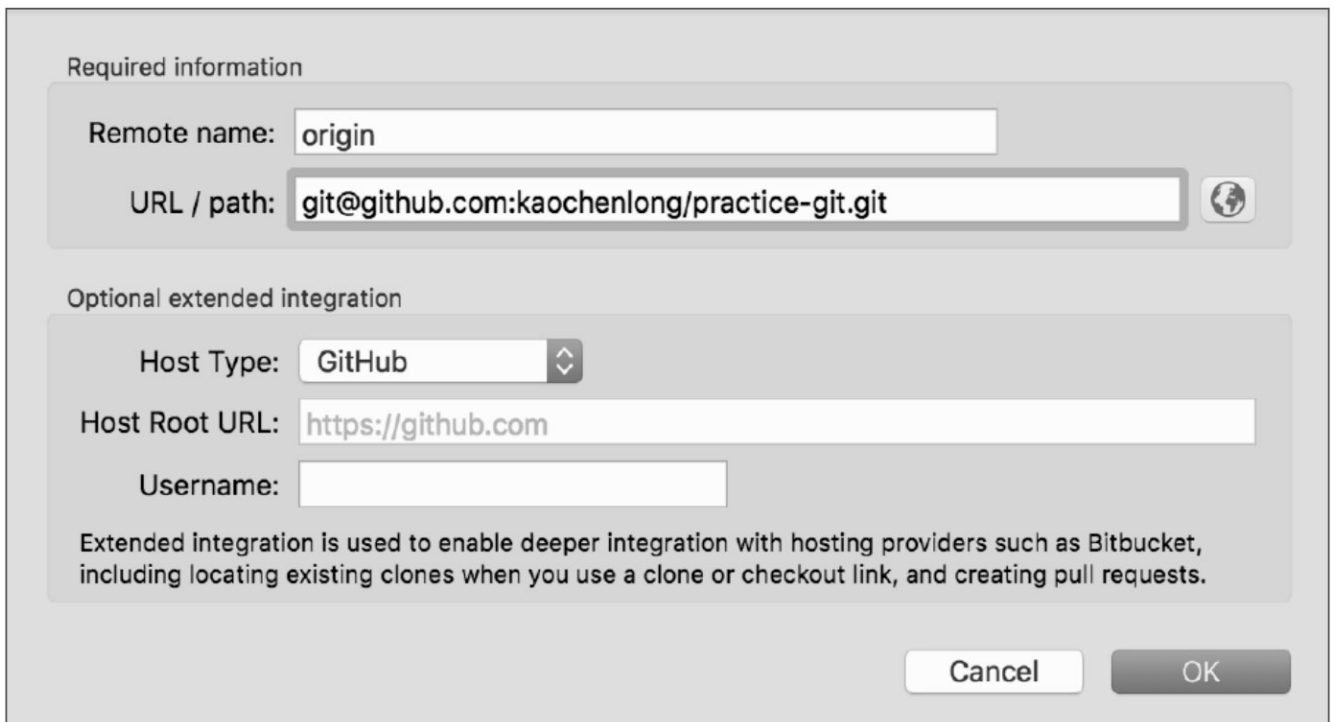 Required information
Remote name: origin
URL / path: git@github.com:kaochenlong/practice-git.git
Optional extended integration
Host Type: GitHub
Host Root URL: https://github.com
Username:
Extended integration is used to enable deeper integration with hosting providers such as Bitbucket,
including locating existing clones when you use a clone or checkout link, and creating pull requests.
Cancel OK